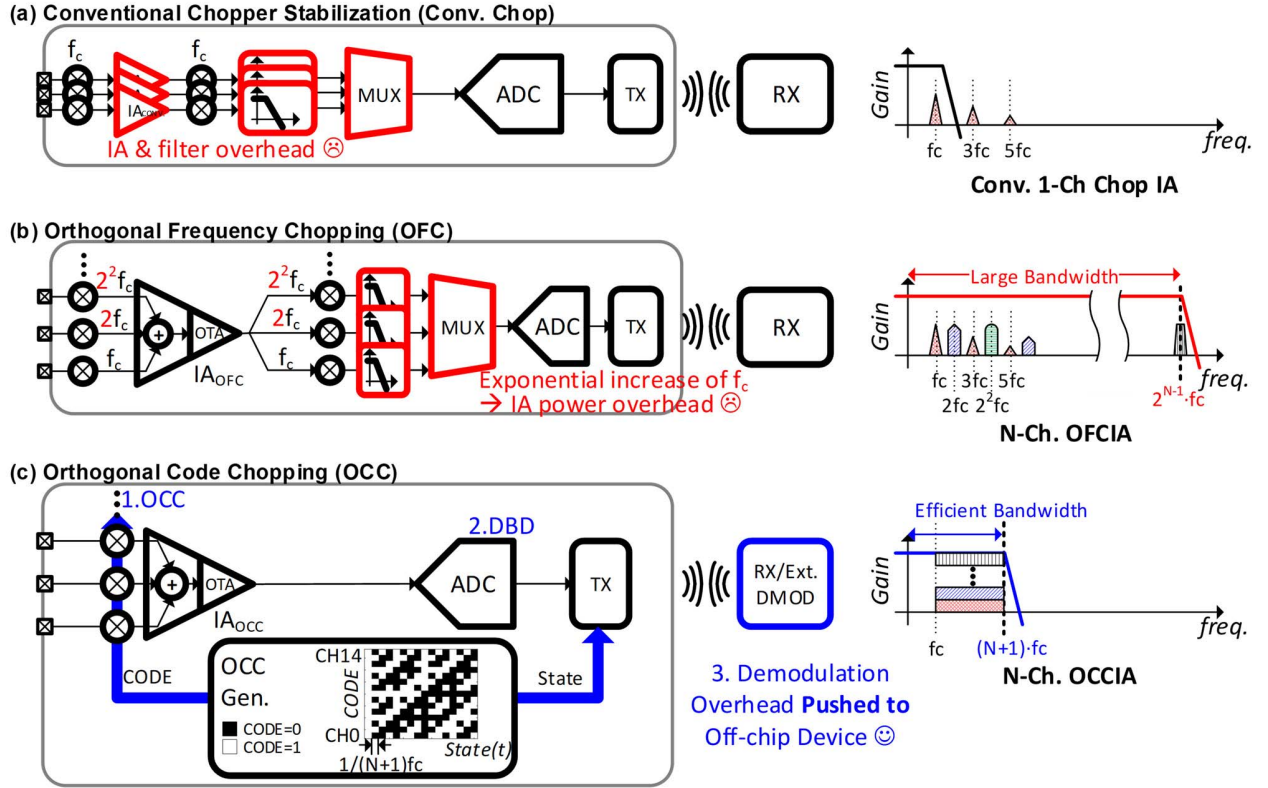 (a) Conventional Chopper Stabilization (Conv. Chop)
fc
fc
IACONV.
MUX
ADC
TX
RX
IA & filter overhead ☹
Gain
fc
3fc
5fc
freq.
Conv. 1-Ch Chop IA
(b) Orthogonal Frequency Chopping (OFC)
2²fc
2fc
fc
+
OTA
IAOFC
2²fc
2fc
fc
MUX
ADC
TX
RX
Exponential increase of fc
→ IA power overhead ☹
Large Bandwidth
Gain
fc
3fc
5fc
2fc
2²fc
2ᴺ⁻¹·fc
freq.
N-Ch. OFCIA
(c) Orthogonal Code Chopping (OCC)
1.OCC
+
OTA
IAOCC
2.DBD
ADC
TX
RX/Ext.
DMOD
CODE
OCC
Gen.
CODE=0
CODE=1
CH14
CODE
CH0
State(t)
1/(N+1)fc
State
3. Demodulation
Overhead Pushed to
Off-chip Device ☺
Efficient Bandwidth
Gain
fc
(N+1)·fc
freq.
N-Ch. OCCIA